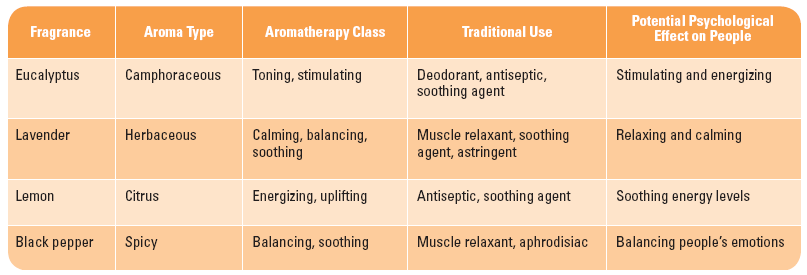 Fragrance
Aroma Type
Aromatherapy Class
Traditional Use
Potential Psychological
Effect on People
Eucalyptus
Camphoraceous
Toning, stimulating
Deodorant, antiseptic,
soothing agent
Stimulating and energizing
Lavender
Herbaceous
Calming, balancing,
soothing
Muscle relaxant, soothing
agent, astringent
Relaxing and calming
Lemon
Citrus
Energizing, uplifting
Antiseptic, soothing agent
Soothing energy levels
Black pepper
Spicy
Balancing, soothing
Muscle relaxant, aphrodisiac
Balancing people’s emotions